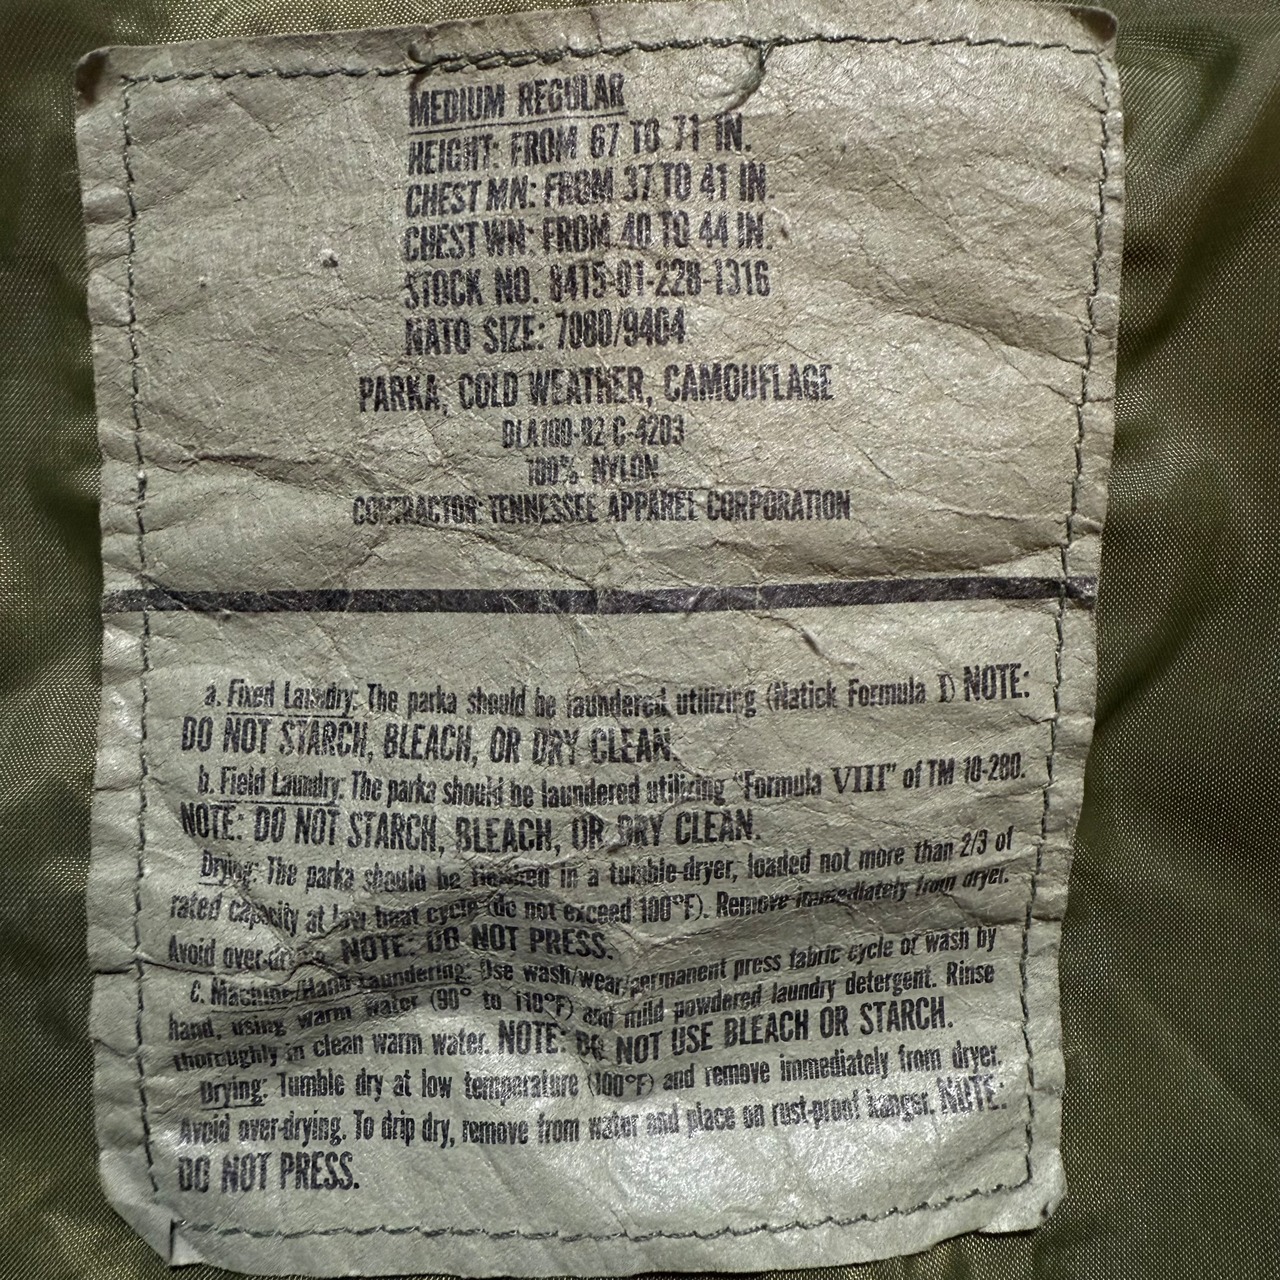 MEDIUM REGULAR
HEIGHT: FROM 67 TO 71 IN.
CHEST MN: FROM 37 TO 41 IN.
CHEST WN: FROM 40 TO 44 IN.
STOCK NO. 8415-01-228-1316
NATO SIZE: 7080/9404
PARKA, COLD WEATHER, CAMOUFLAGE
DLA100-82-C-4203
100% NYLON
CONTRACTOR: TENNESSEE APPAREL CORPORATION
a. Fixed Laundry: The parka should be laundered utilizing (Natick Formula I) NOTE:
DO NOT STARCH, BLEACH, OR DRY CLEAN.
b. Field Laundry: The parka should be laundered utilizing "Formula VIII" of TM 10-280.
NOTE: DO NOT STARCH, BLEACH, OR DRY CLEAN.
Drying: The parka should be finished in a tumble-dryer, loaded not more than 2/3 of
rated capacity at low heat cycle (do not exceed 100°F). Remove immediately from dryer.
Avoid over-drying. NOTE: DO NOT PRESS.
c. Machine/Hand Laundering: Use wash/wear/permanent press fabric cycle or wash by
hand, using warm water (90° to 110°F) and mild powdered laundry detergent. Rinse
thoroughly in clean warm water. NOTE: DO NOT USE BLEACH OR STARCH.
Drying: Tumble dry at low temperature (100°F) and remove immediately from dryer.
Avoid over-drying. To drip dry, remove from water and place on rust-proof hanger. NOTE:
DO NOT PRESS.